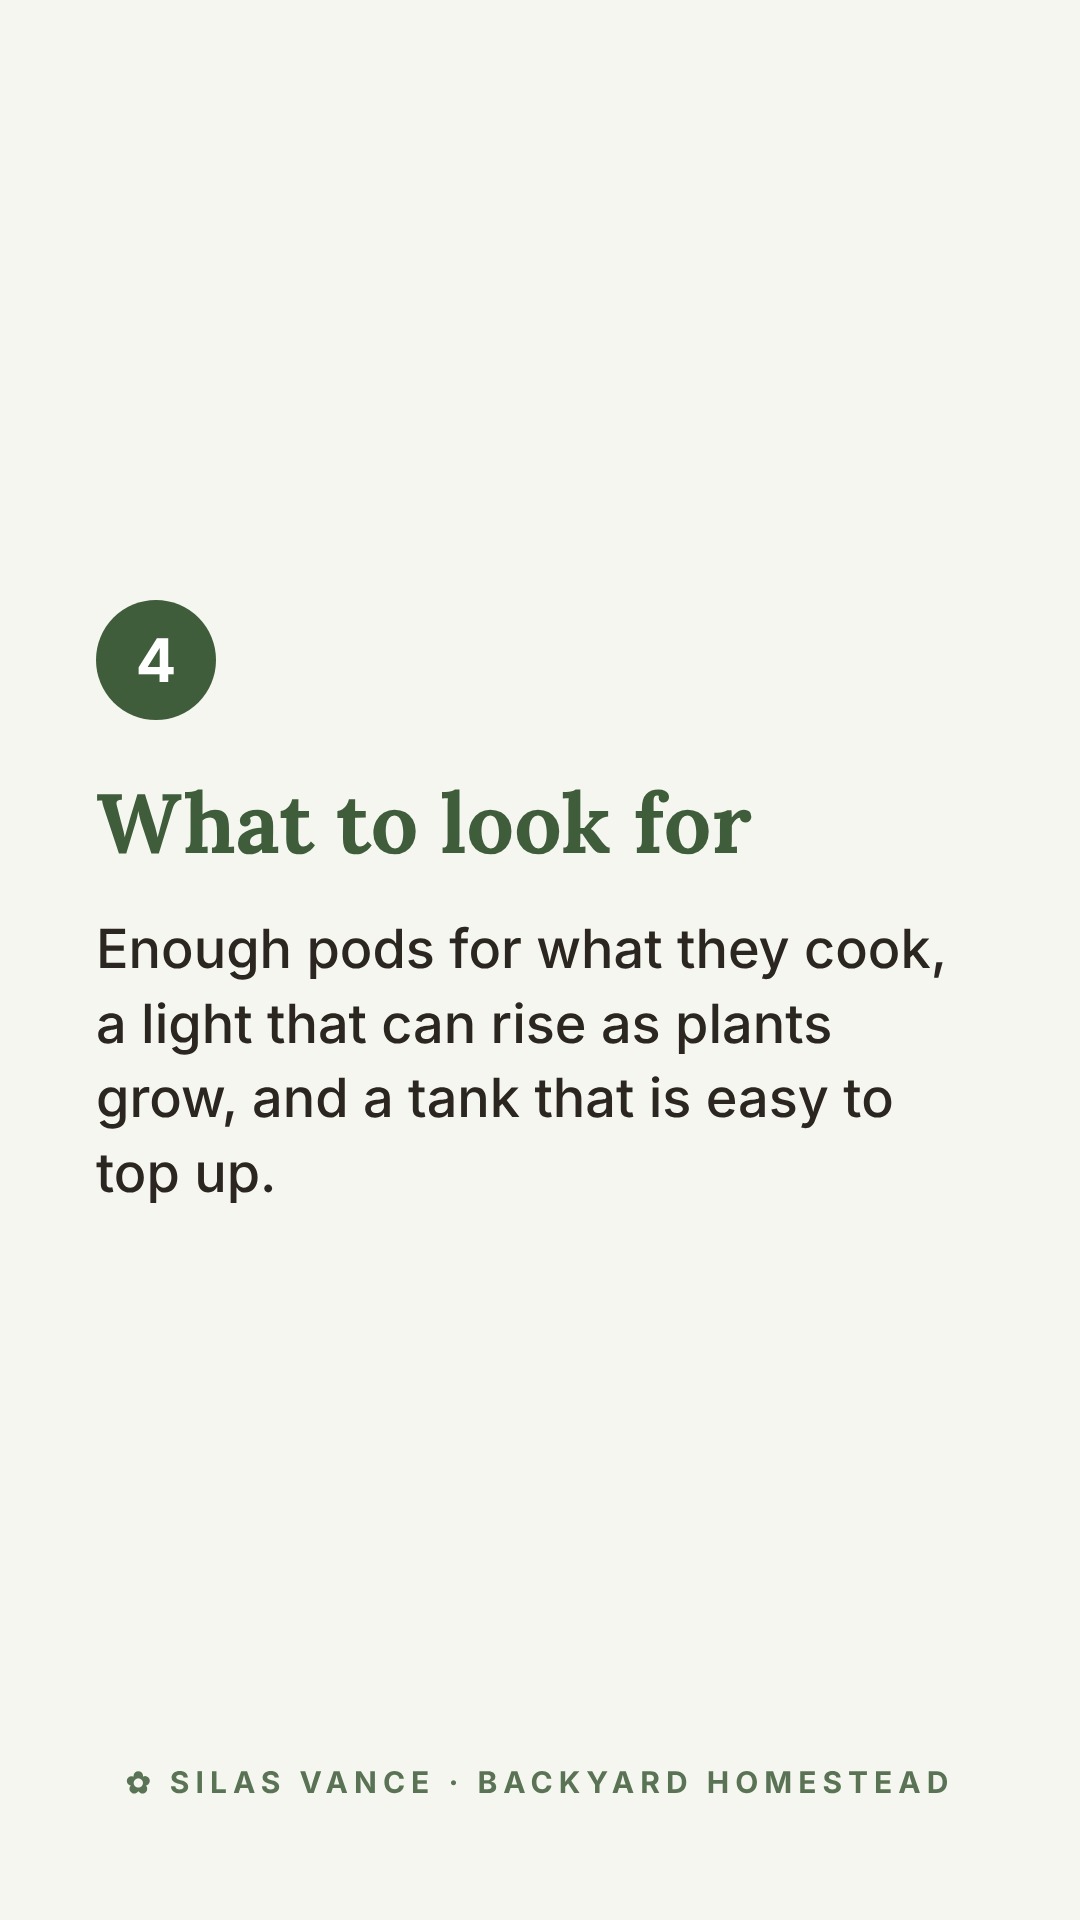 4
What to look for
Enough pods for what they cook,
a light that can rise as plants
grow, and a tank that is easy to
top up.
✿ SILAS VANCE · BACKYARD HOMESTEAD